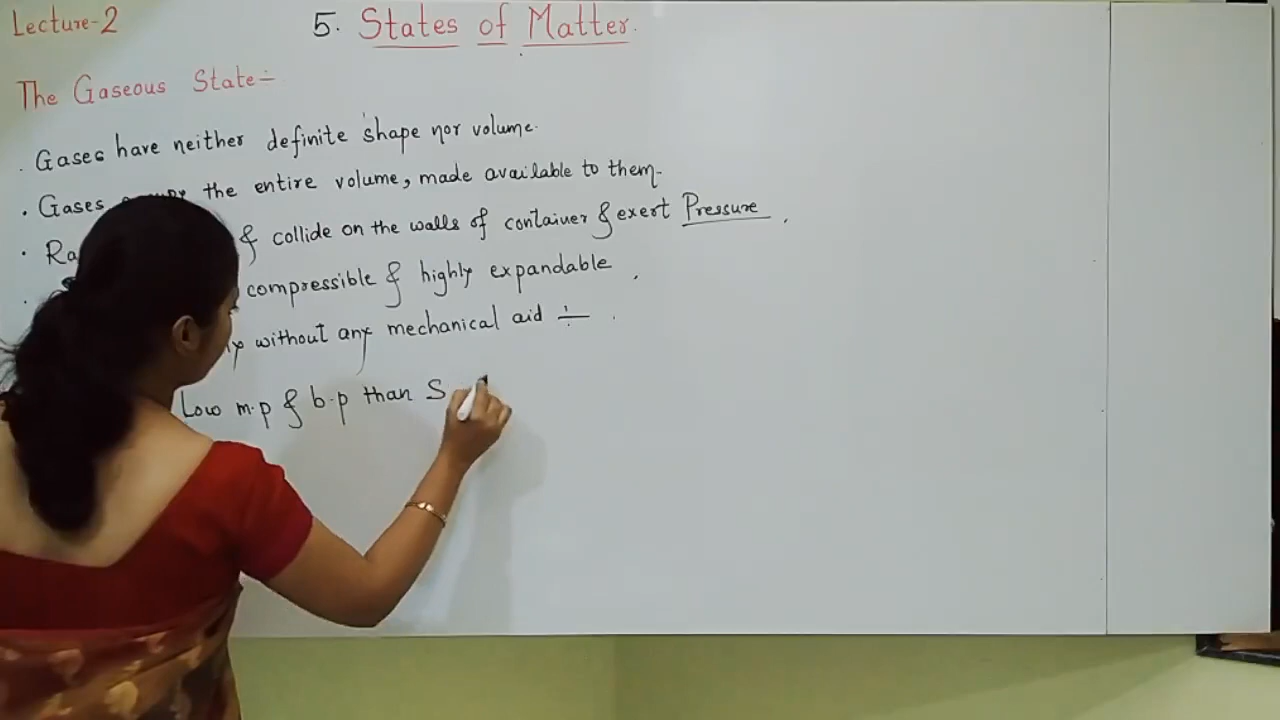 Lecture-2
5. States of Matter
The Gaseous State÷
. Gases have neither definite shape nor volume.
. Gases the entire volume, made available to them.
. & collide on the walls of container & exert Pressure.
. compressible & highly expandable.
without any mechanical aid ÷ .
Low m.p & b.p than S